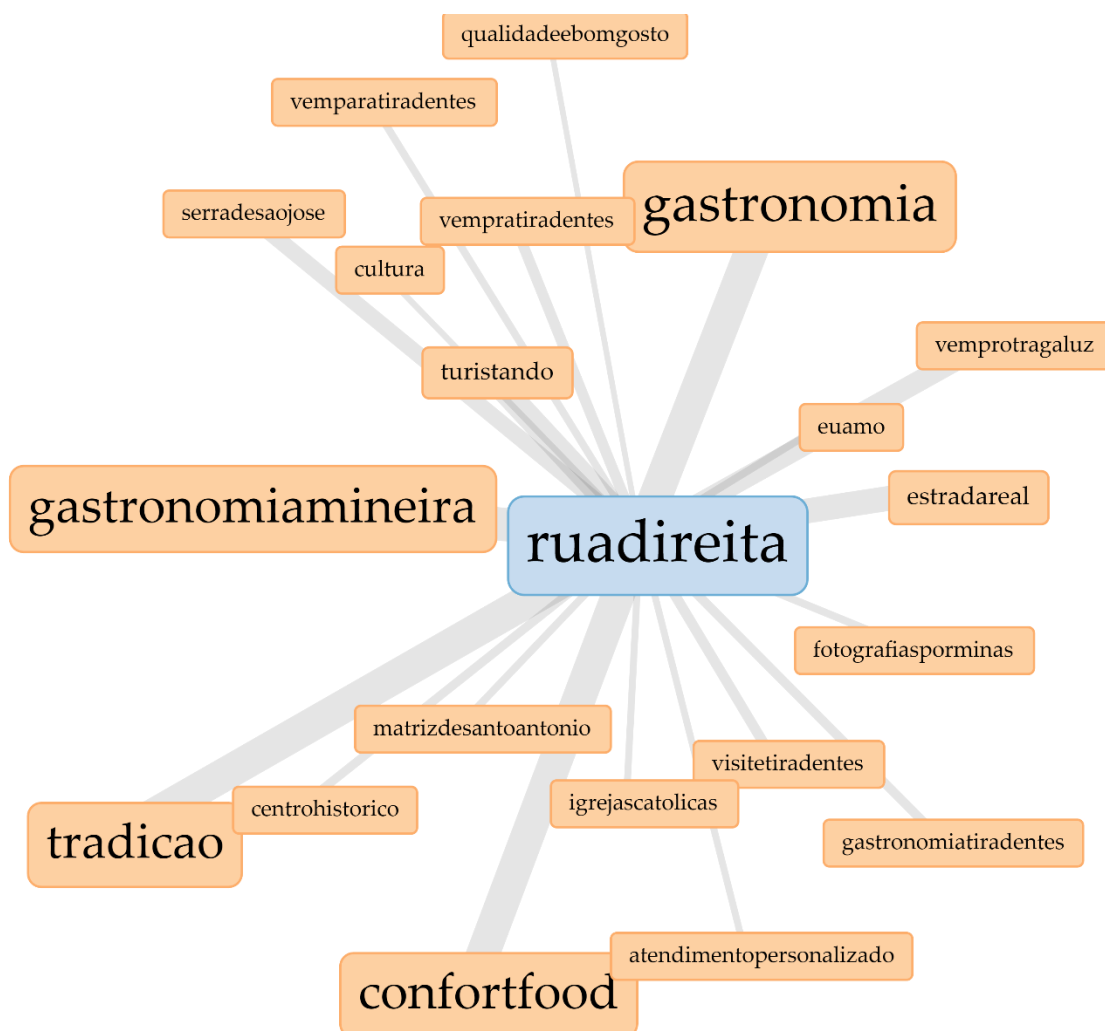 qualidadeebomgosto
vemparatiradentes
gastronomia
serradesaojose
vempratiradentes
cultura
vemprotragaluz
turistando
euamo
gastronomiamineira
estradareal
ruadireita
fotografiasporminas
matrizdesantoantonio
visitetiradentes
igrejascatolicas
centrohistorico
tradicao
gastronomiatiradentes
atendimentopersonalizado
confortfood